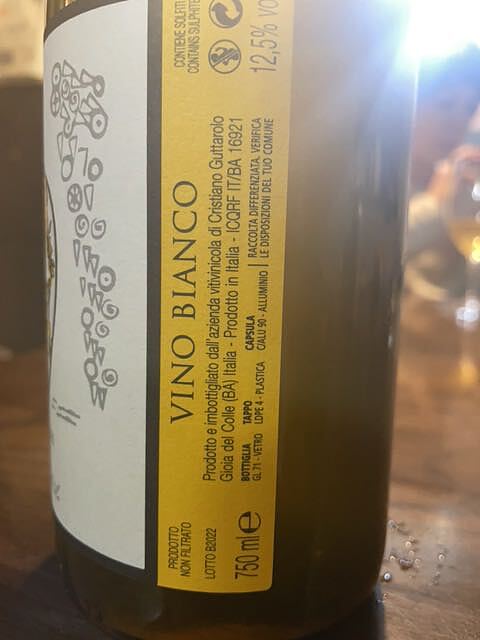 CONTIENE SOLFITI
CONTAINS SULPHITE
12,5% VO
VINO BIANCO
Prodotto e imbottigliato dall'azienda vitivinicola di Cristiano Guttarolo
Gioia del Colle (BA) Italia - Prodotto in Italia - ICQRF IT/BA 16921
BOTTIGLIA TAPPO CAPSULA RACCOLTA DIFFERENZIATA. VERIFICA
GL 71 - VETRO LDPE 4 - PLASTICA C/ALU 90 - ALLUMINIO LE DISPOSIZIONI DEL TUO COMUNE
PRODOTTO
NON FILTRATO
LOTTO B2022
750 ml e